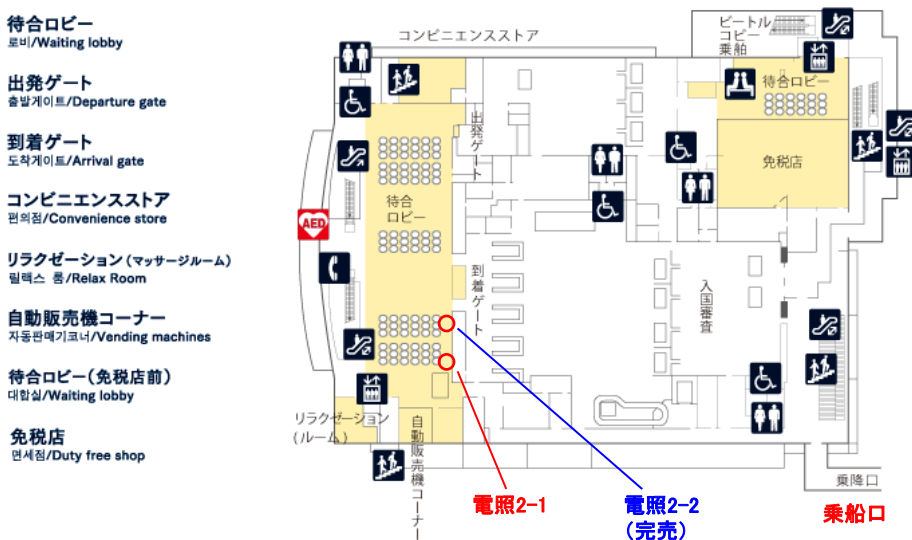 待合ロビー
로비/Waiting lobby
出発ゲート
출발게이트/Departure gate
到着ゲート
도착게이트/Arrival gate
コンビニエンスストア
편의점/Convenience store
リラクゼーション(マッサージルーム)
릴랙스 룸/Relax Room
自動販売機コーナー
자동판매기코너/Vending machines
待合ロビー(免税店前)
대합실/Waiting lobby
免税店
면세점/Duty free shop
コンビニエンスストア
ビートル
コビー
乗舶
待合ロビー
免税店
出発ゲート
待合
ロビー
AED
到着ゲート
入国審査
リラクゼーション
(ルーム)
自動販売機コーナー
乗降口
電照2-1
電照2-2
(完売)
乗船口